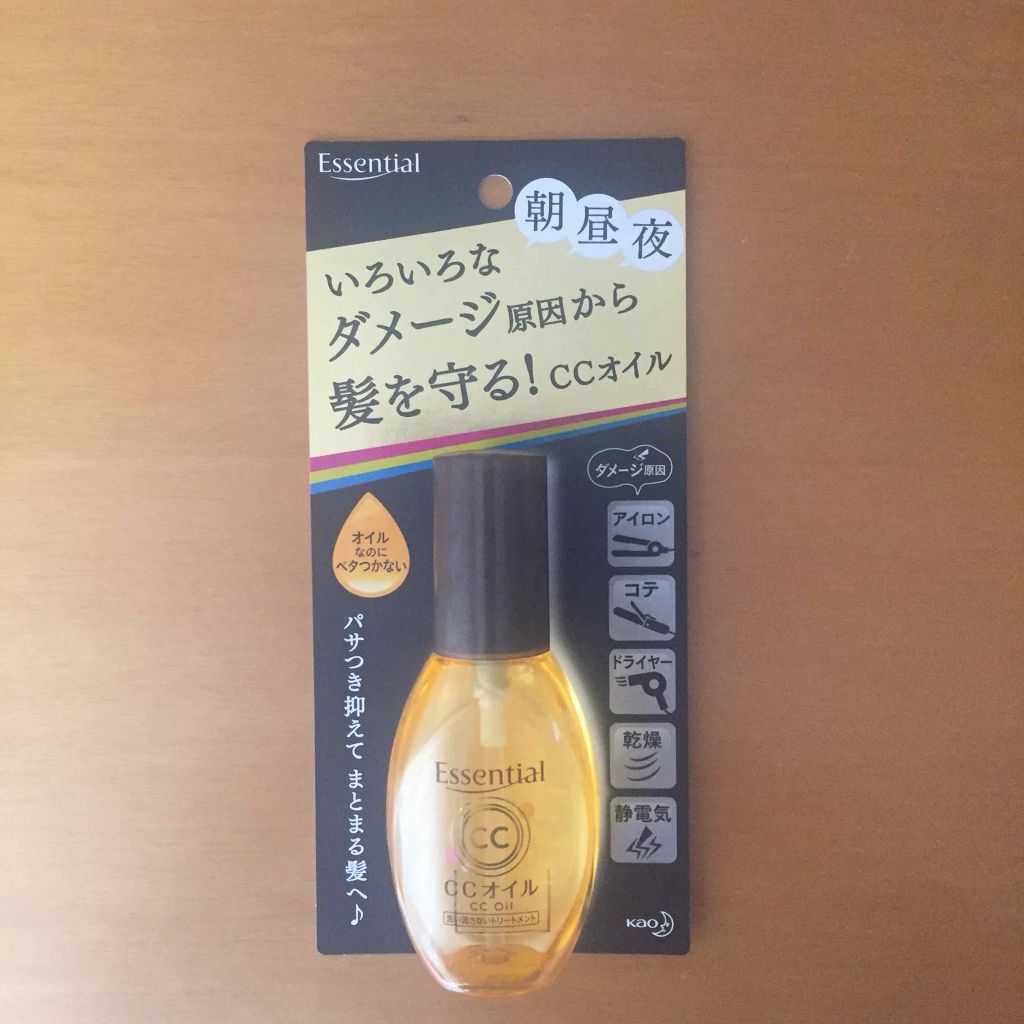 Essential
朝昼夜
いろいろな
ダメージ原因から
髪を守る!CCオイル
ダメージ原因
アイロン
コテ
ドライヤー
乾燥
静電気
オイル
なのに
ベタつかない
パサつき抑えて まとまる髪へ♪
Essential
CC
CCオイル
CC OIL
洗い流さないトリートメント
Kao